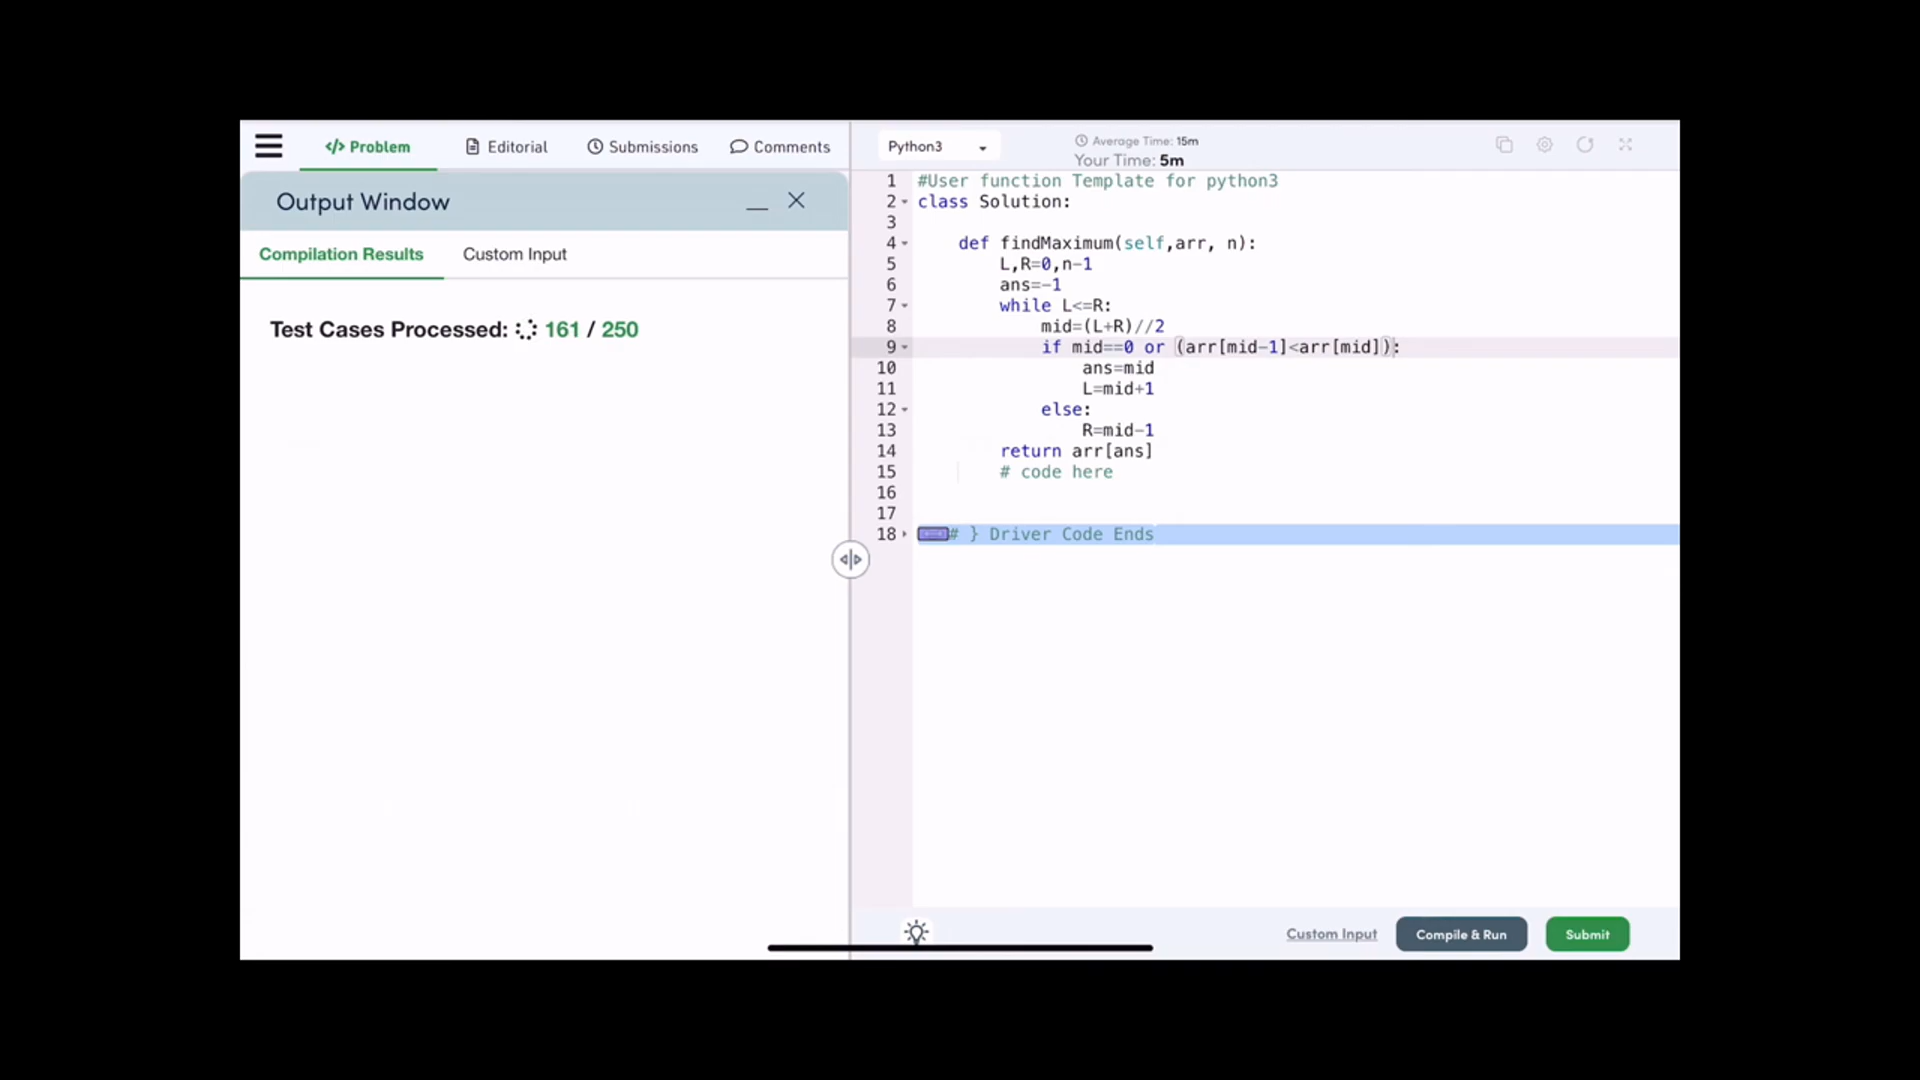 Problem
Editorial
Submissions
Comments
Output Window
Compilation Results
Custom Input
Test Cases Processed: 161 / 250
Python3
Average Time: 15m
Your Time: 5m
1 #User function Template for python3
2 class Solution:
3
4 def findMaximum(self,arr, n):
5 L,R=0,n-1
6 ans=-1
7 while L<=R:
8 mid=(L+R)//2
9 if mid==0 or (arr[mid-1]<arr[mid]):
10 ans=mid
11 L=mid+1
12 else:
13 R=mid-1
14 return arr[ans]
15 # code here
16
17
18 # } Driver Code Ends
Custom Input
Compile & Run
Submit